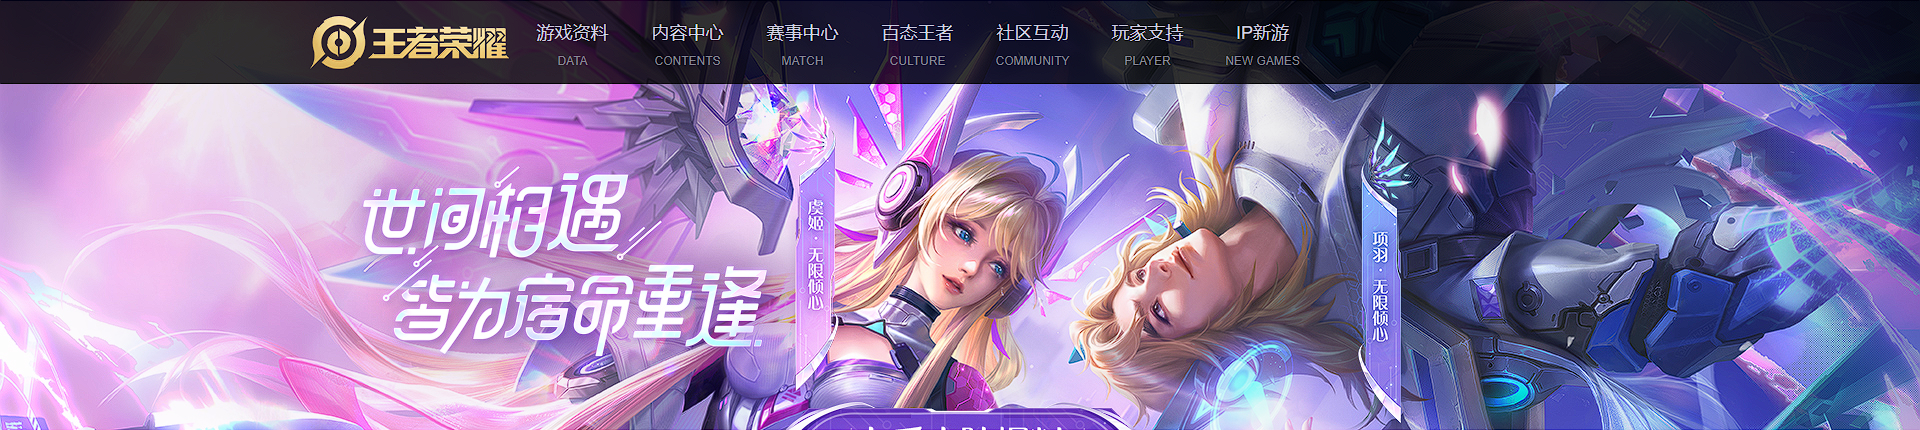 王者荣耀
游戏资料 内容中心 赛事中心 百态王者 社区互动 玩家支持 IP新游
DATA CONTENTS MATCH CULTURE COMMUNITY PLAYER NEW GAMES
世间相遇
皆为宿命重逢
虞姬·无限倾心
项羽·无限倾心